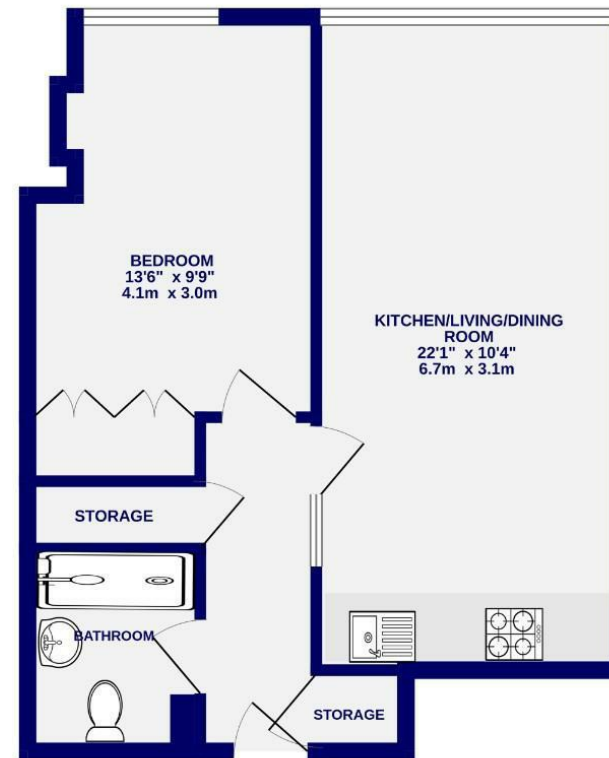 BEDROOM
13'6" x 9'9"
4.1m x 3.0m
KITCHEN/LIVING/DINING
ROOM
22'1" x 10'4"
6.7m x 3.1m
STORAGE
BATHROOM
STORAGE